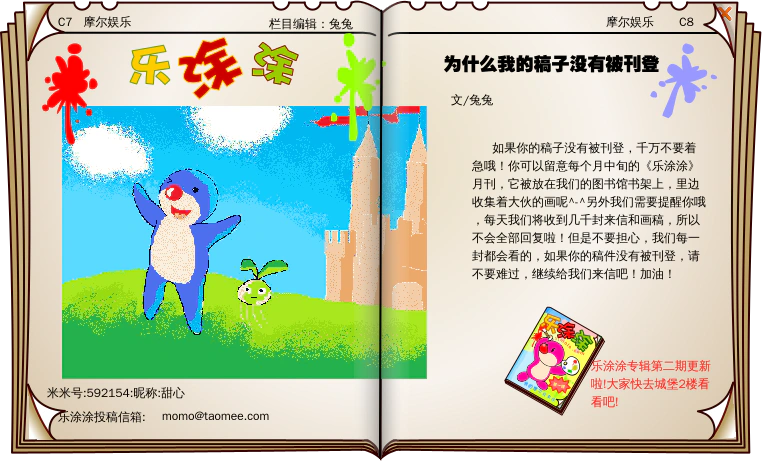 C7 摩尔娱乐
栏目编辑：兔兔
乐涂涂
米米号:592154:昵称:甜心
乐涂涂投稿信箱: momo@taomee.com
摩尔娱乐 C8
为什么我的稿子没有被刊登
文/兔兔
如果你的稿子没有被刊登，千万不要着
急哦！你可以留意每个月中旬的《乐涂涂》
月刊，它被放在我们的图书馆书架上，里边
收集着大伙的画呢^-^另外我们需要提醒你哦
，每天我们将收到几千封来信和画稿，所以
不会全部回复啦！但是不要担心，我们每一
封都会看的，如果你的稿件没有被刊登，请
不要难过，继续给我们来信吧！加油！
乐涂涂
乐涂涂专辑第二期更新
啦!大家快去城堡2楼看
看吧!